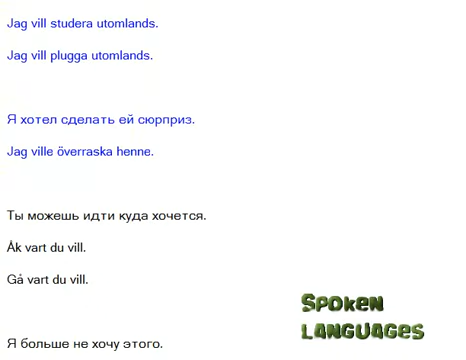 Jag vill studera utomlands.
Jag vill plugga utomlands.
Я хотел сделать ей сюрприз.
Jag ville överraska henne.
Ты можешь идти куда хочется.
Åk vart du vill.
Gå vart du vill.
Я больше не хочу этого.
Spoken
Languages